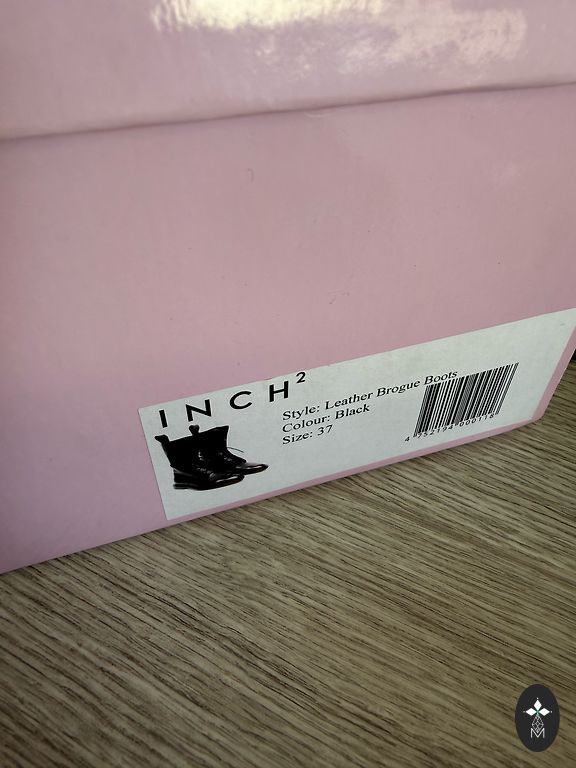 INCH²
Style: Leather Brogue Boots
Colour: Black
Size: 37
M